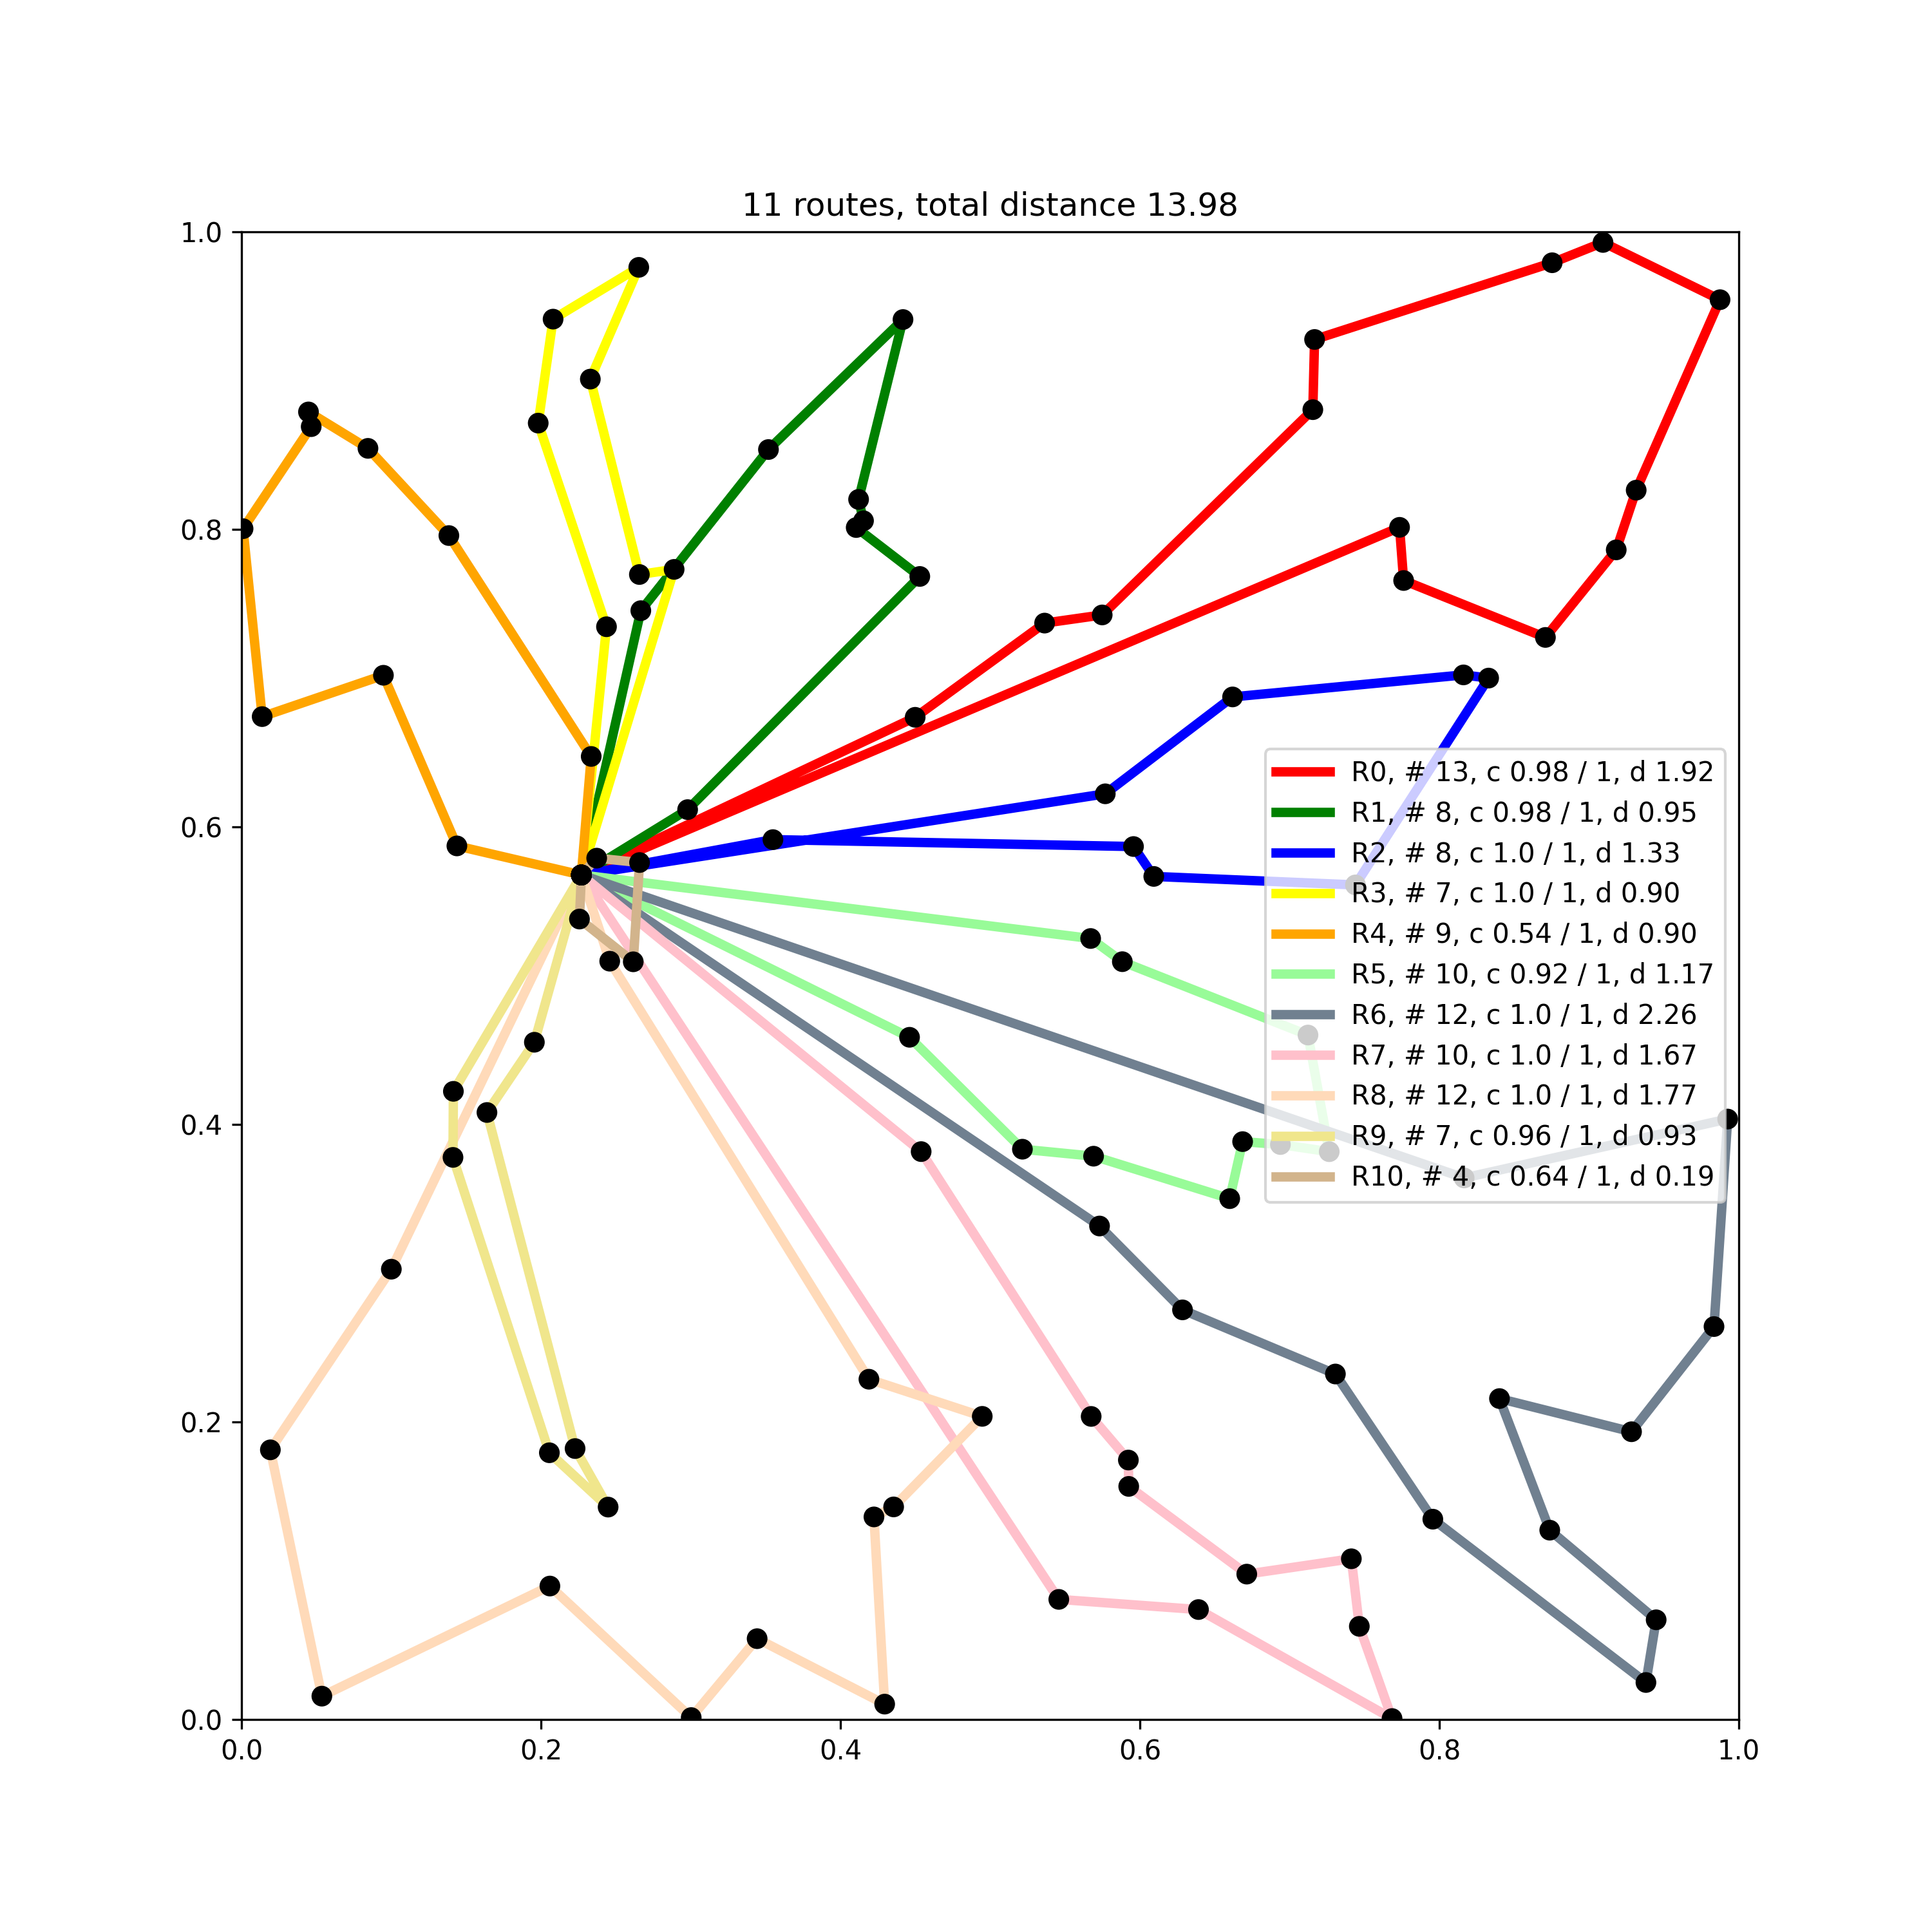 11 routes, total distance 13.98
1.0
0.8
0.6
0.4
0.2
0.0
R0, # 13, c 0.98 / 1, d 1.92
R1, # 8, c 0.98 / 1, d 0.95
R2, # 8, c 1.0 / 1, d 1.33
R3, # 7, c 1.0 / 1, d 0.90
R4, # 9, c 0.54 / 1, d 0.90
R5, # 10, c 0.92 / 1, d 1.17
R6, # 12, c 1.0 / 1, d 2.26
R7, # 10, c 1.0 / 1, d 1.67
R8, # 12, c 1.0 / 1, d 1.77
R9, # 7, c 0.96 / 1, d 0.93
R10, # 4, c 0.64 / 1, d 0.19
0.0 0.2 0.4 0.6 0.8 1.0